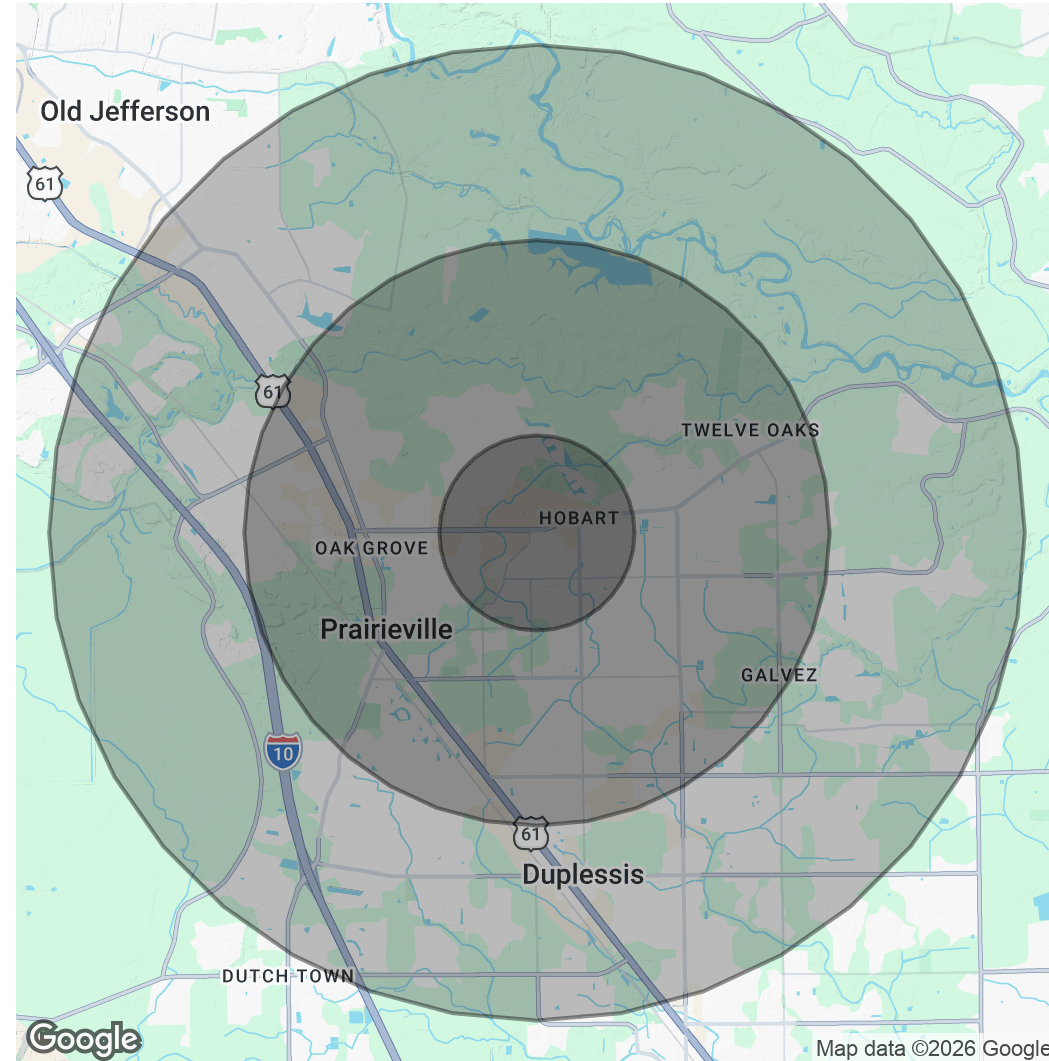 Old Jefferson
61
61
TWELVE OAKS
HOBART
OAK GROVE
Prairieville
GALVEZ
10
61
Duplessis
DUTCH TOWN
Google
Map data ©2026 Google